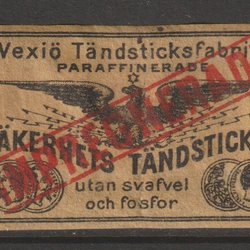 Vexiö Tändsticksfabri
PARAFFINERADE
ÄKERHETS TÄNDSTICK
utan svafvel
och fosfor